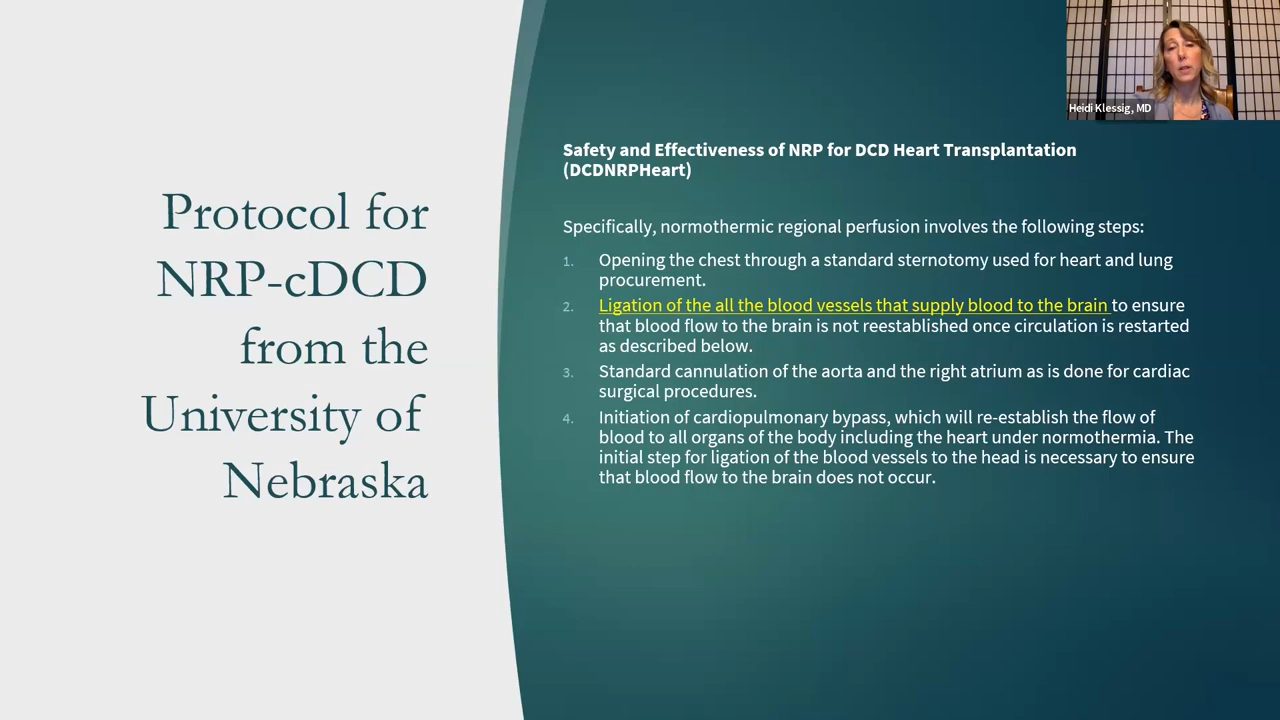 Heidi Klessig, MD
Protocol for
NRP-cDCD
from the
University of
Nebraska
Safety and Effectiveness of NRP for DCD Heart Transplantation
(DCDNRPHeart)
Specifically, normothermic regional perfusion involves the following steps:
1. Opening the chest through a standard sternotomy used for heart and lung
procurement.
2. Ligation of the all the blood vessels that supply blood to the brain to ensure
that blood flow to the brain is not reestablished once circulation is restarted
as described below.
3. Standard cannulation of the aorta and the right atrium as is done for cardiac
surgical procedures.
4. Initiation of cardiopulmonary bypass, which will re-establish the flow of
blood to all organs of the body including the heart under normothermia. The
initial step for ligation of the blood vessels to the head is necessary to ensure
that blood flow to the brain does not occur.